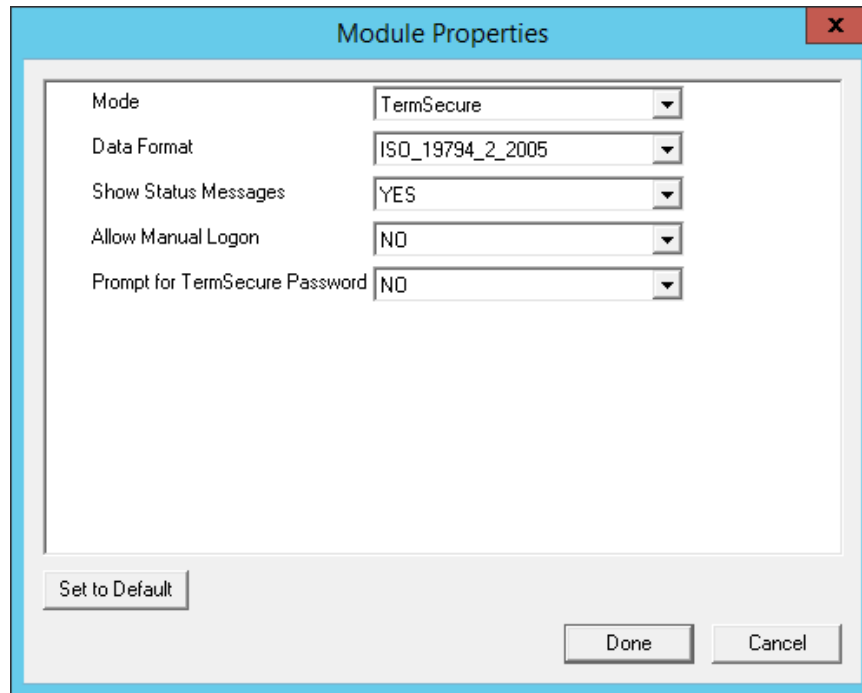 Module Properties
x
Mode TermSecure
Data Format ISO_19794_2_2005
Show Status Messages YES
Allow Manual Logon NO
Prompt for TermSecure Password NO
Set to Default
Done Cancel